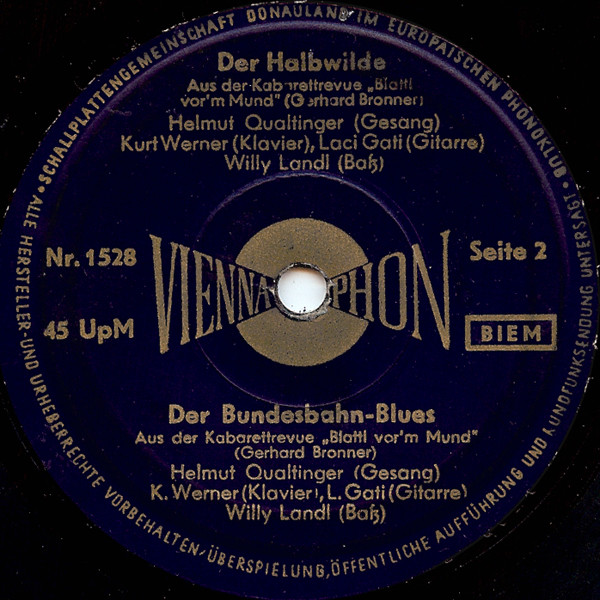 SCHALLPLATTENGEMEINSCHAFT DONAULAND IM EUROPÄISCHEN PHONOKLUB •
Der Halbwilde
Aus der Kabarettrevue „Blattl
vor'm Mund" (Gerhard Bronner)
Helmut Qualtinger (Gesang)
Kurt Werner (Klavier), Laci Gati (Gitarre)
Willy Landl (Baß)
Nr. 1528
Seite 2
VIENNAPHON
45 UpM
BIEM
Der Bundesbahn-Blues
Aus der Kabarettrevue „Blattl vor'm Mund"
(Gerhard Bronner)
Helmut Qualtinger (Gesang)
K. Werner (Klavier), L. Gati (Gitarre)
Willy Landl (Baß)
• ALLE HERSTELLER- UND URHEBERRECHTE VORBEHALTEN/ÜBERSPIELUNG, ÖFFENTLICHE AUFFÜHRUNG UND RUNDFUNKSENDUNG UNTERSAGT •